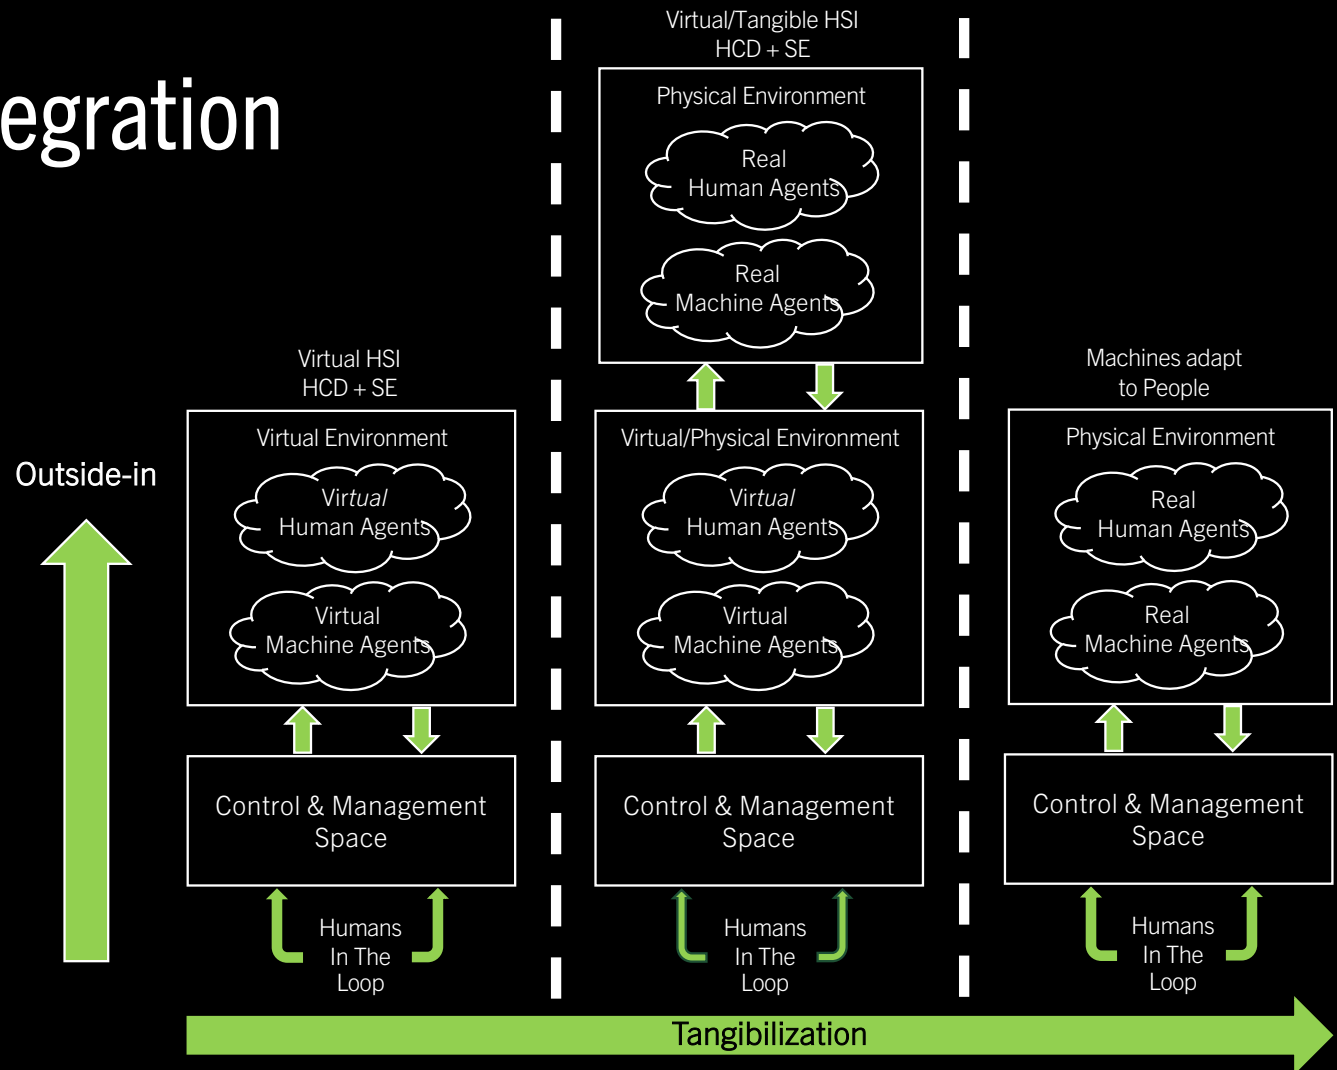 egration
Virtual/Tangible HSI
HCD + SE
Physical Environment
Real
Human Agents
Real
Machine Agents
Virtual HSI
HCD + SE
Virtual Environment
Virtual
Human Agents
Virtual
Machine Agents
Virtual/Physical Environment
Virtual
Human Agents
Virtual
Machine Agents
Machines adapt
to People
Physical Environment
Real
Human Agents
Real
Machine Agents
Outside-in
Control & Management
Space
Control & Management
Space
Control & Management
Space
Humans
In The
Loop
Humans
In The
Loop
Humans
In The
Loop
Tangibilization